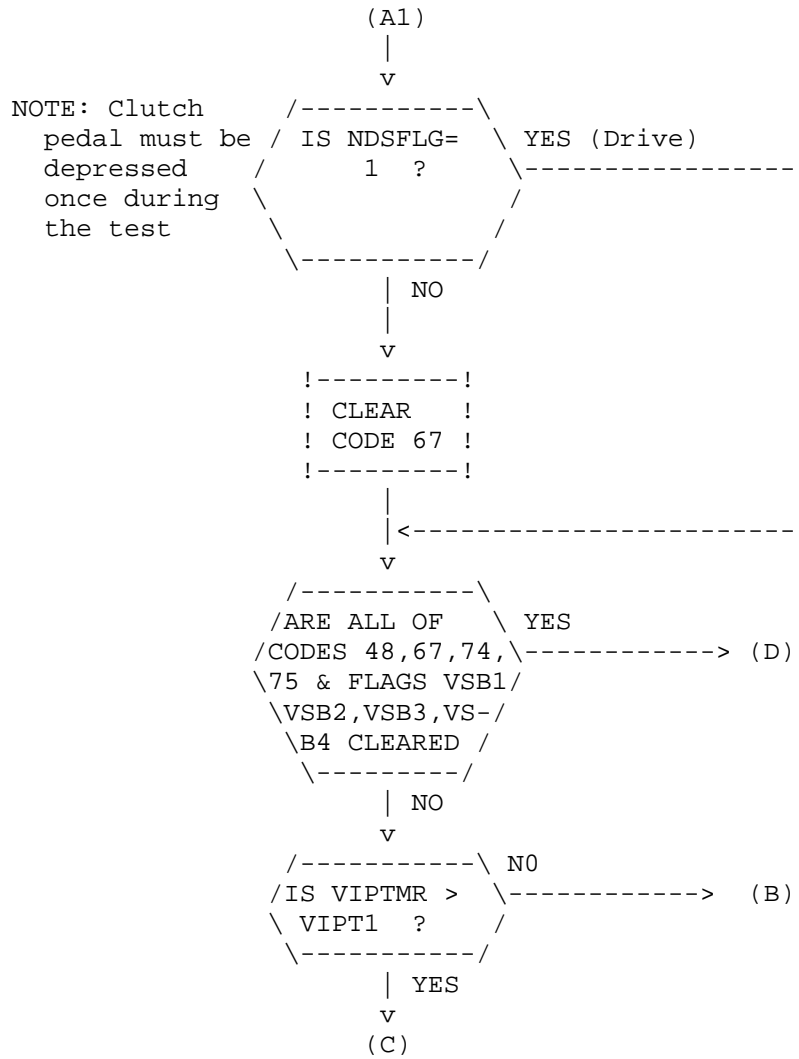 (A1)
NOTE: Clutch
pedal must be
depressed
once during
the test
IS NDSFLG=
1 ?
YES (Drive)
NO
CLEAR
CODE 67
ARE ALL OF
CODES 48,67,74,
75 & FLAGS VSB1
VSB2,VSB3,VS-
B4 CLEARED
YES
(D)
NO
IS VIPTMR >
VIPT1 ?
N0
(B)
YES
(C)